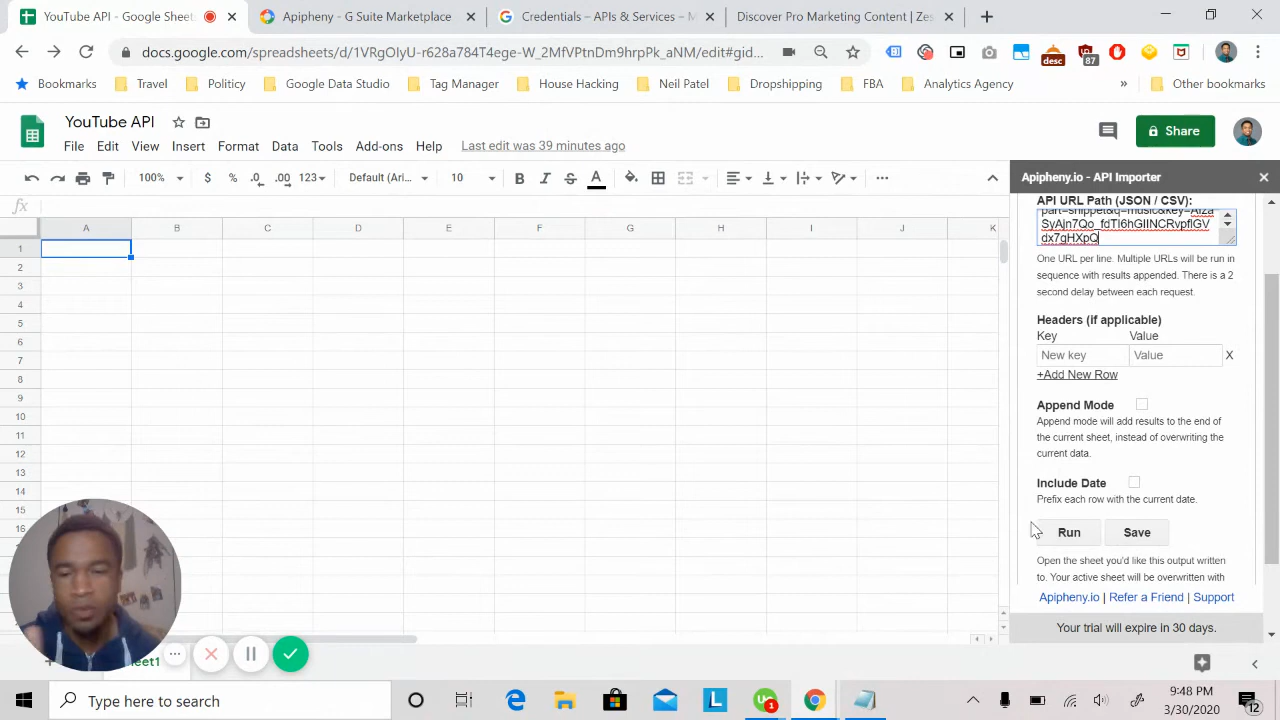 YouTube API - Google Sheet
Apipheny - G Suite Marketplace
Credentials – APIs & Services – M
Discover Pro Marketing Content | Zes
docs.google.com/spreadsheets/d/1VRgOlvU-r628a784T4ege-W_2MfVPtnDm9hrpPk_aNM/edit#gid...
desc
87
Bookmarks
Travel
Politity
Google Data Studio
Tag Manager
House Hacking
Neil Patel
Dropshipping
FBA
Analytics Agency
»
Other bookmarks
YouTube API
File Edit View Insert Format Data Tools Add-ons Help Last edit was 39 minutes ago
Share
100% $ % .0 .00 123 Default (Ari... 10 B I S A
fx
A B C D E F G H I J K
1
2
3
4
5
6
7
8
9
10
11
12
13
14
15
16
Apipheny.io - API Importer
API URL Path (JSON / CSV):
dx7gHXpQ
One URL per line. Multiple URLs will be run in
sequence with results appended. There is a 2
second delay between each request.
Headers (if applicable)
Key Value
New key Value X
+Add New Row
Append Mode
Append mode will add results to the end of
the current sheet, instead of overwriting the
current data.
Include Date
Prefix each row with the current date.
Run Save
Open the sheet you'd like this output written
to. Your active sheet will be overwritten with
Apipheny.io | Refer a Friend | Support
Your trial will expire in 30 days.
eet1
Type here to search
1
9:48 PM
3/30/2020
12